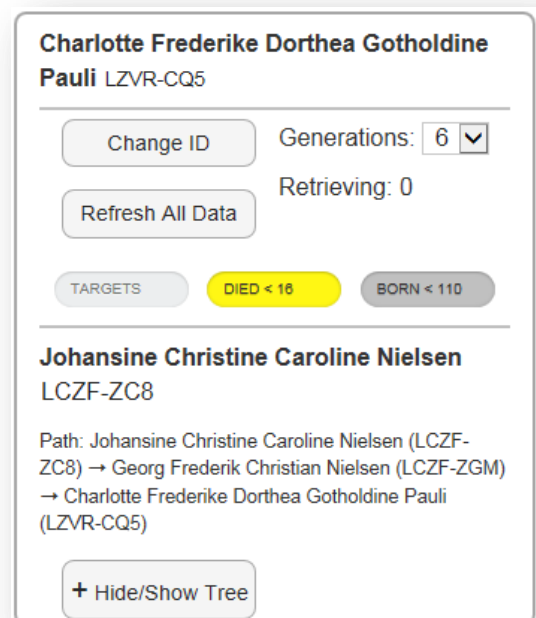 Charlotte Frederike Dorthea Gotholdine
Pauli LZVR-CQ5
Change ID
Generations: 6
Refresh All Data
Retrieving: 0
TARGETS
DIED < 16
BORN < 110
Johansine Christine Caroline Nielsen
LCZF-ZC8
Path: Johansine Christine Caroline Nielsen (LCZF-
ZC8) → Georg Frederik Christian Nielsen (LCZF-ZGM)
→ Charlotte Frederike Dorthea Gotholdine Pauli
(LZVR-CQ5)
+ Hide/Show Tree